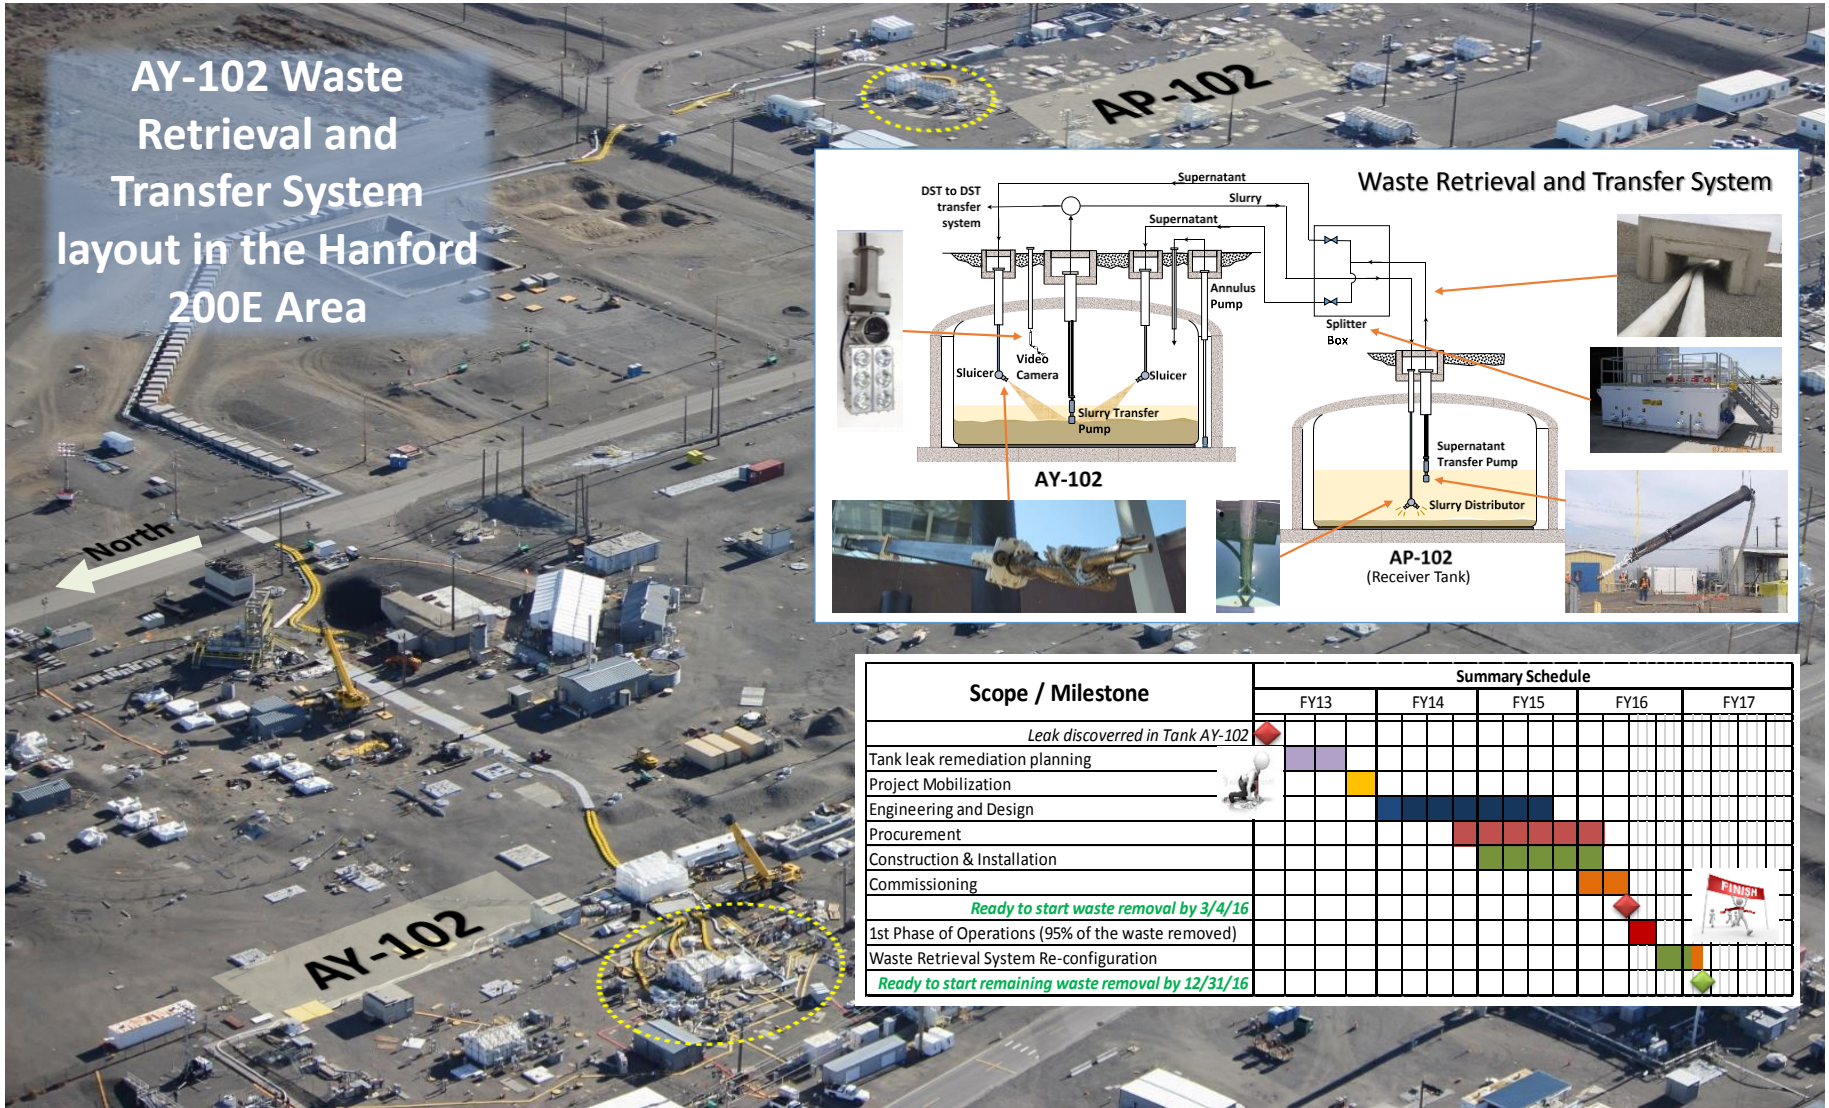 AY-102 Waste
Retrieval and
Transfer System
layout in the Hanford
200E Area
AP-102
North
AY-102
Waste Retrieval and Transfer System
Supernatant
DST to DST
transfer
system
Slurry
Supernatant
Annulus
Pump
Splitter
Box
Video
Camera
Sluicer
Sluicer
Slurry Transfer
Pump
AY-102
Supernatant
Transfer Pump
Slurry Distributor
AP-102
(Receiver Tank)
Scope / Milestone
Summary Schedule
FY13 FY14 FY15 FY16 FY17
Leak discoverred in Tank AY-102
Tank leak remediation planning
Project Mobilization
Engineering and Design
Procurement
Construction & Installation
Commissioning
Ready to start waste removal by 3/4/16
1st Phase of Operations (95% of the waste removed)
Waste Retrieval System Re-configuration
Ready to start remaining waste removal by 12/31/16
FINISH